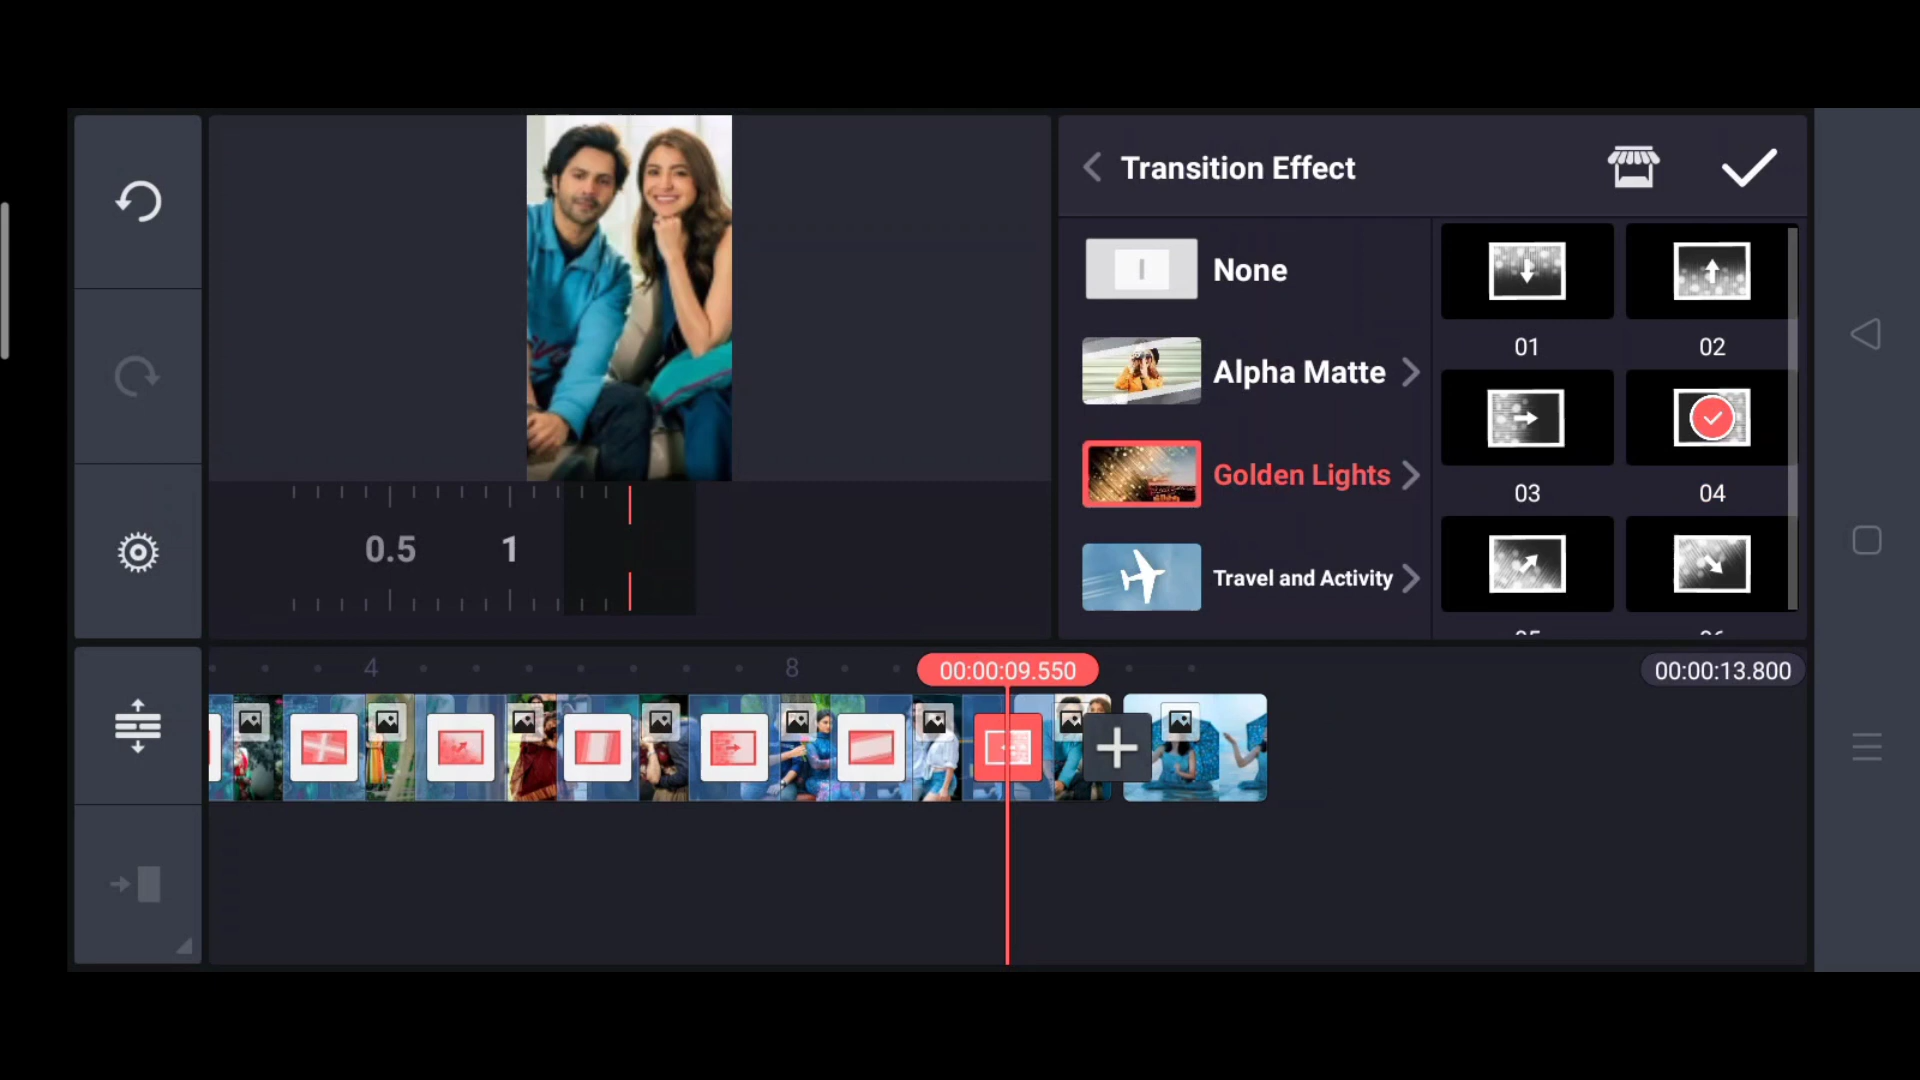 Transition Effect
None
01
02
Alpha Matte
Golden Lights
03
04
0.5
1
Travel and Activity
4
8
00:00:09.550
00:00:13.800